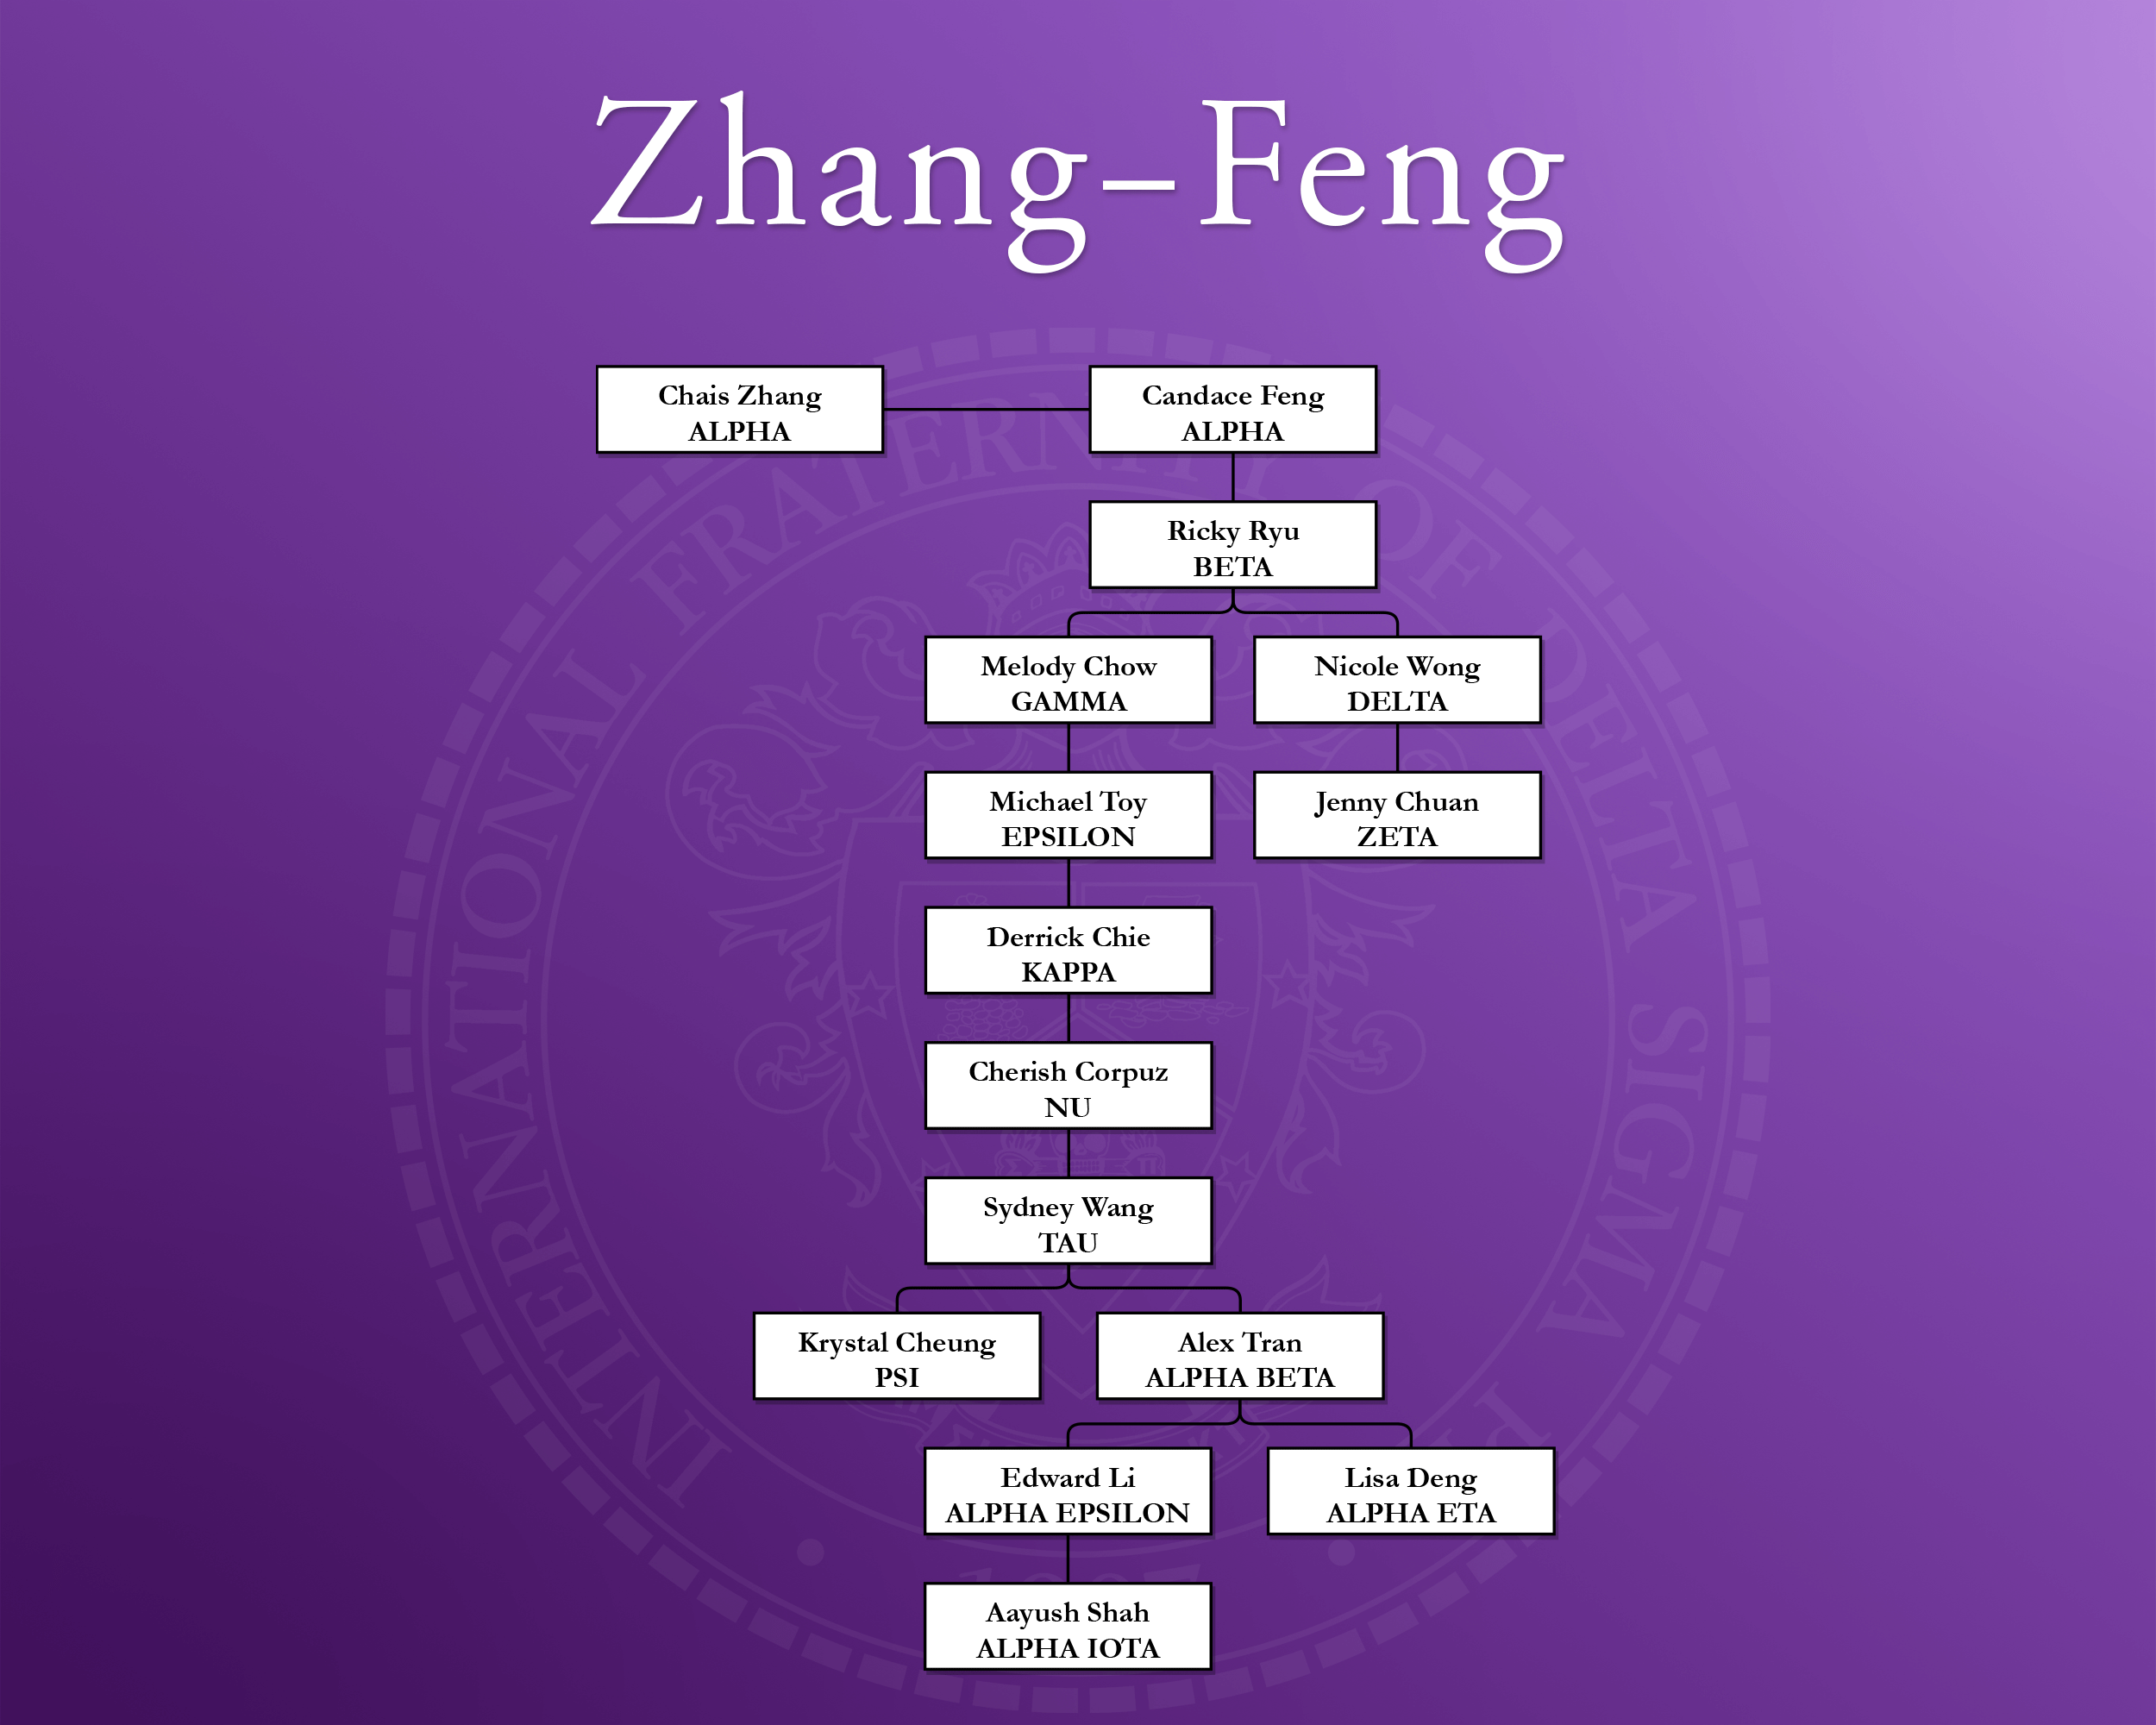 Zhang–Feng
Chais Zhang
ALPHA
Candace Feng
ALPHA
Ricky Ryu
BETA
Melody Chow
GAMMA
Nicole Wong
DELTA
Michael Toy
EPSILON
Jenny Chuan
ZETA
Derrick Chie
KAPPA
Cherish Corpuz
NU
Sydney Wang
TAU
Krystal Cheung
PSI
Alex Tran
ALPHA BETA
Edward Li
ALPHA EPSILON
Lisa Deng
ALPHA ETA
Aayush Shah
ALPHA IOTA
INTERNATIONAL FRATERNITY OF DELTA SIGMA